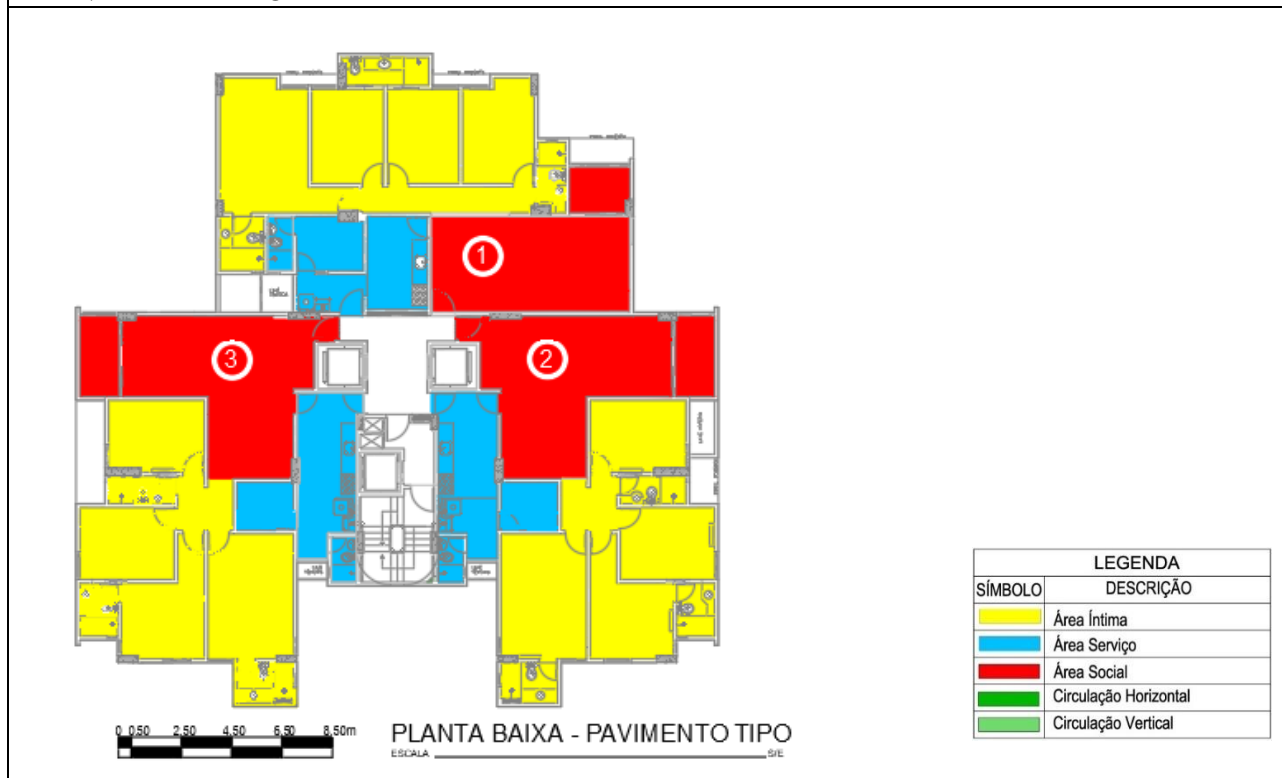 1
3
2
0 0,50 2,50 4,50 6,50 8,50m
PLANTA BAIXA - PAVIMENTO TIPO
ESCALA S/E
LEGENDA
SÍMBOLO DESCRIÇÃO
Área Íntima
Área Serviço
Área Social
Circulação Horizontal
Circulação Vertical